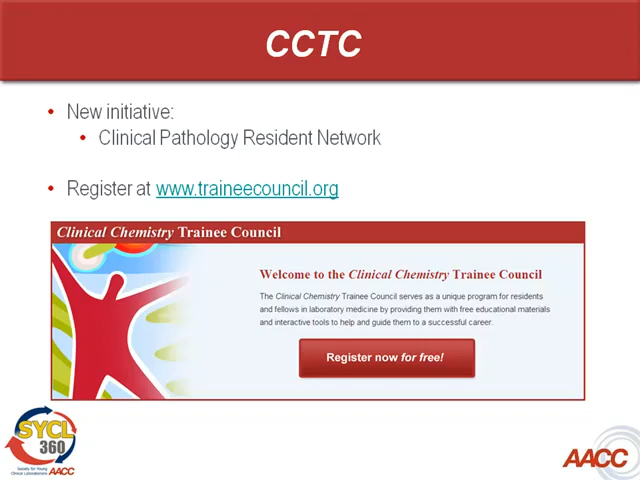 CCTC
• New initiative:
• Clinical Pathology Resident Network
• Register at www.traineecouncil.org
Clinical Chemistry Trainee Council
Welcome to the Clinical Chemistry Trainee Council
The Clinical Chemistry Trainee Council serves as a unique program for residents
and fellows in laboratory medicine by providing them with free educational materials
and interactive tools to help and guide them to a successful career.
Register now for free!
SYCL
360
Society for Young
Clinical Laboratorians AACC
AACC